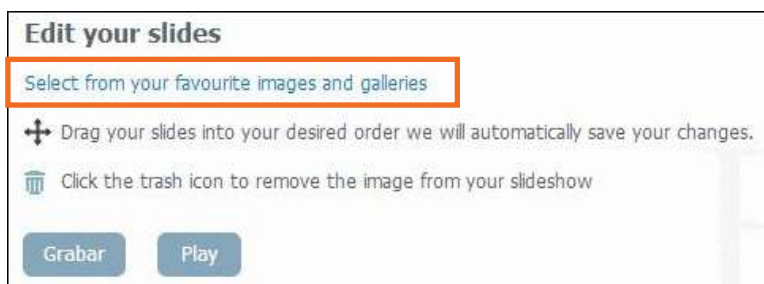 Edit your slides
Select from your favourite images and galleries
Drag your slides into your desired order we will automatically save your changes.
Click the trash icon to remove the image from your slideshow
Grabar Play